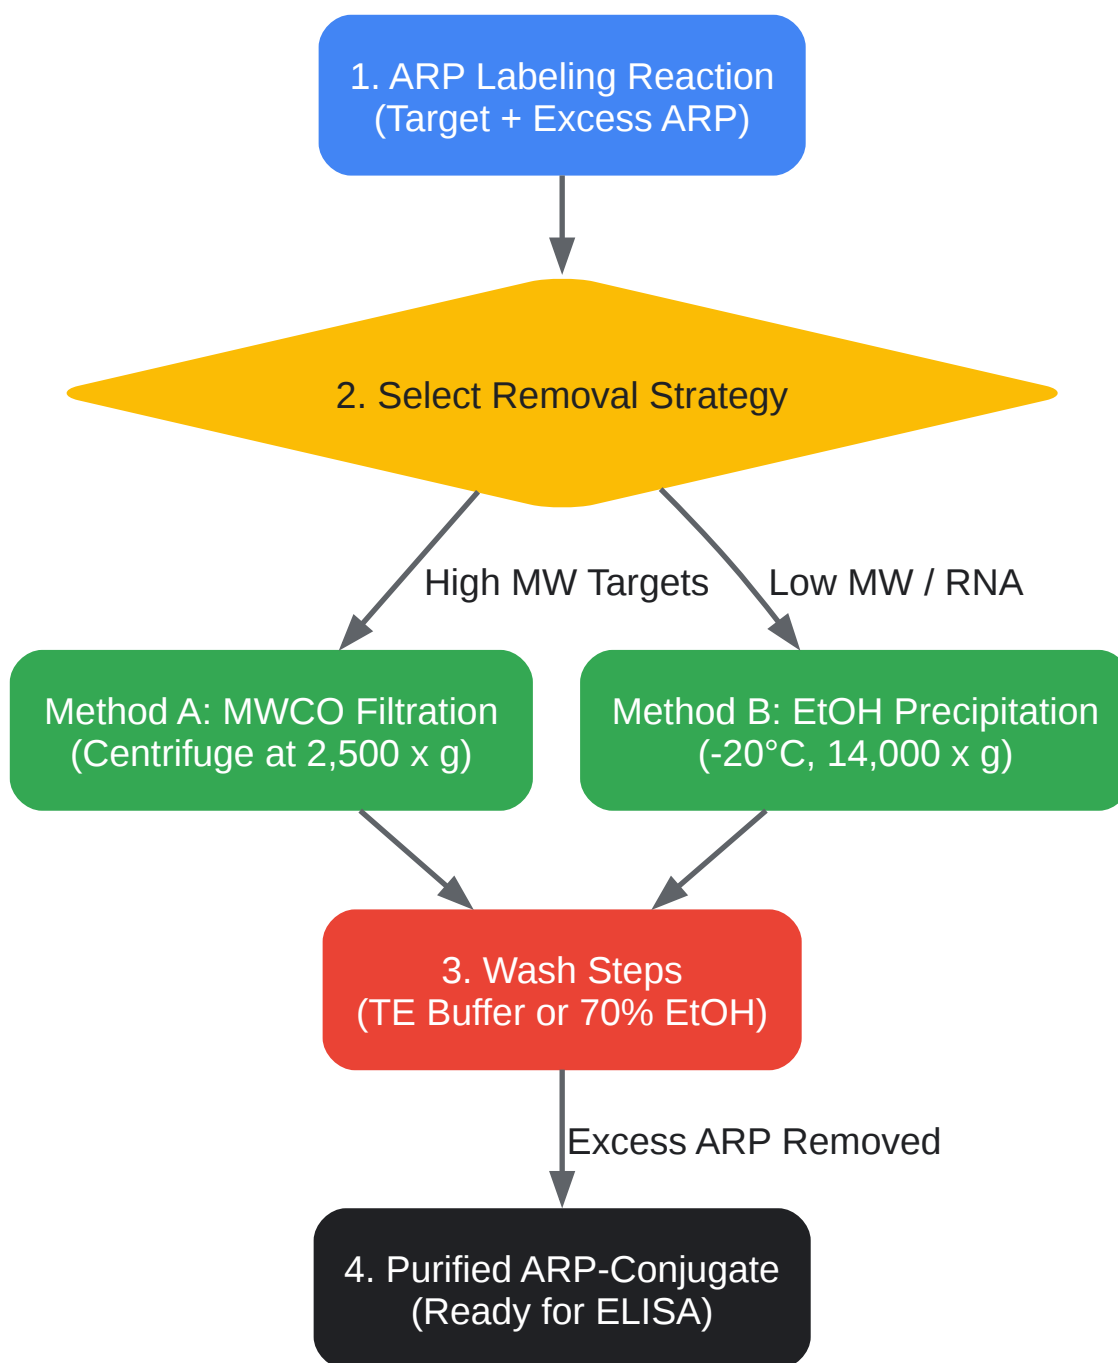 1. ARP Labeling Reaction
(Target + Excess ARP)
2. Select Removal Strategy
High MW Targets
Low MW / RNA
Method A: MWCO Filtration
(Centrifuge at 2,500 x g)
Method B: EtOH Precipitation
(-20°C, 14,000 x g)
3. Wash Steps
(TE Buffer or 70% EtOH)
Excess ARP Removed
4. Purified ARP-Conjugate
(Ready for ELISA)